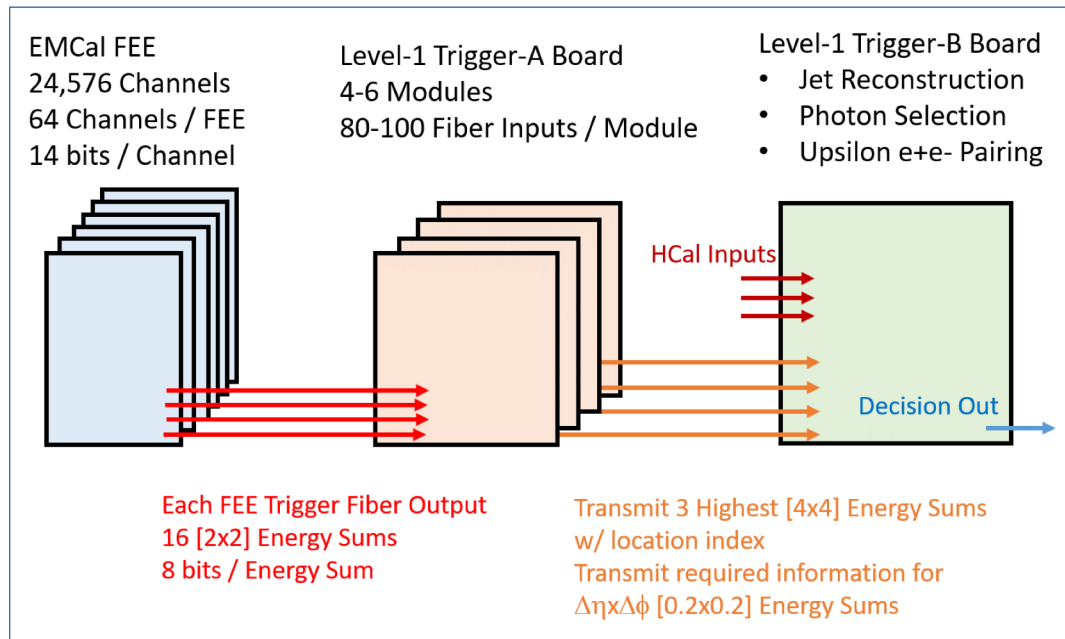 EMCal FEE
24,576 Channels
64 Channels / FEE
14 bits / Channel
Level-1 Trigger-A Board
4-6 Modules
80-100 Fiber Inputs / Module
Level-1 Trigger-B Board
• Jet Reconstruction
• Photon Selection
• Upsilon e+e- Pairing
HCal Inputs
Decision Out
Each FEE Trigger Fiber Output
16 [2x2] Energy Sums
8 bits / Energy Sum
Transmit 3 Highest [4x4] Energy Sums
w/ location index
Transmit required information for
ΔηxΔϕ [0.2x0.2] Energy Sums